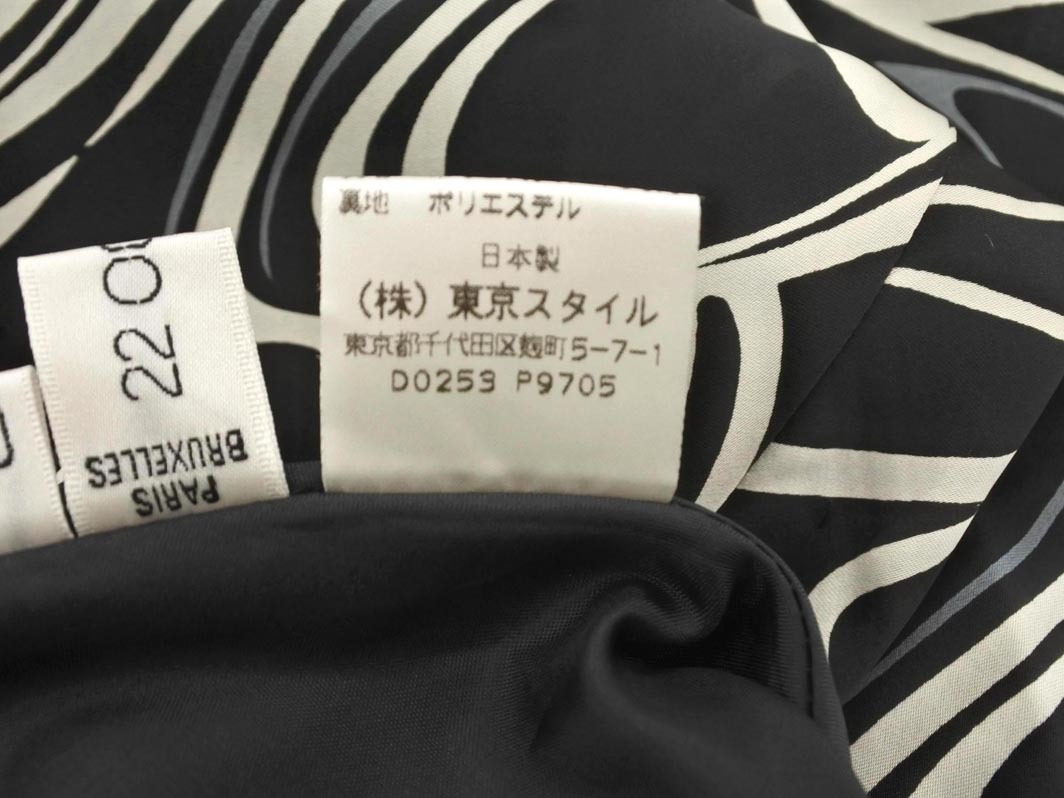 裏地 ポリエステル
日本製
（株）東京スタイル
東京都千代田区麹町5-7-1
D0253 P9705
22 08
BRUXELLES
PARIS